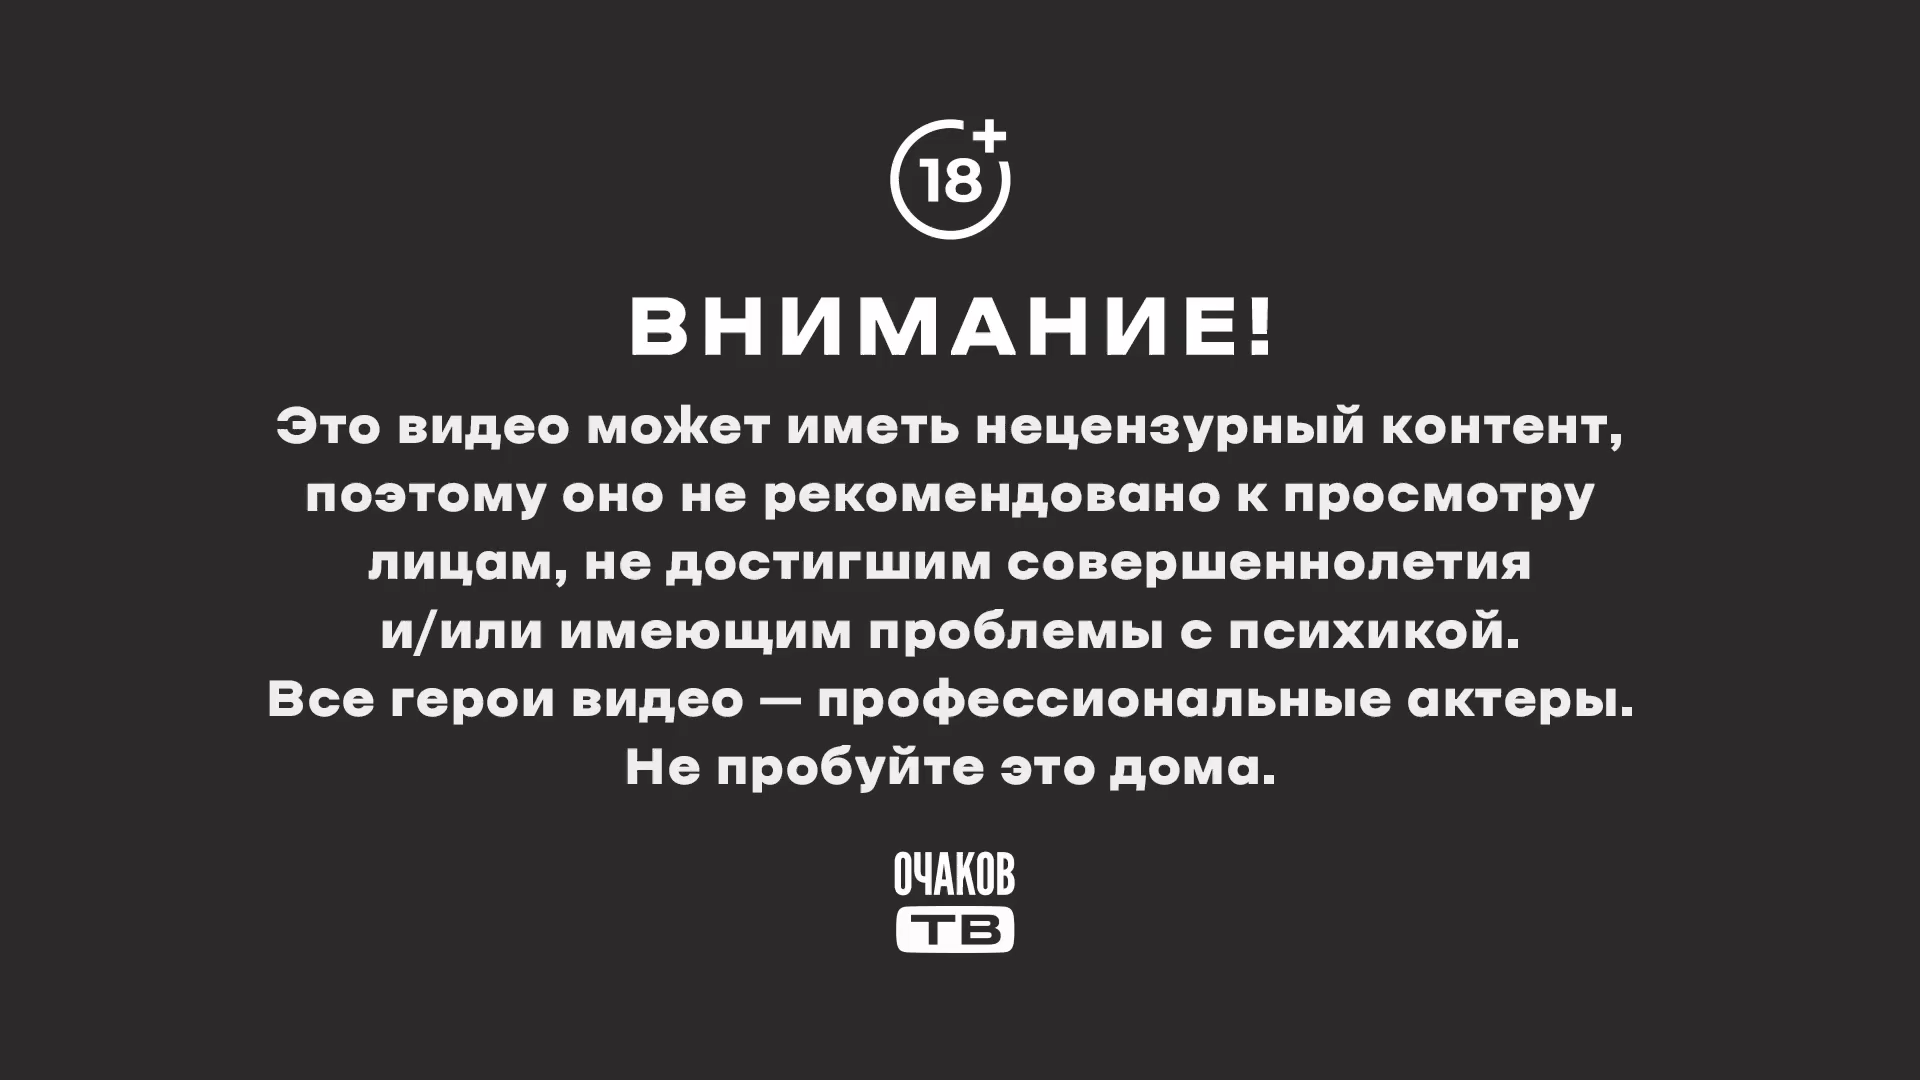 18+
ВНИМАНИЕ!
Это видео может иметь нецензурный контент,
поэтому оно не рекомендовано к просмотру
лицам, не достигшим совершеннолетия
и/или имеющим проблемы с психикой.
Все герои видео — профессиональные актеры.
Не пробуйте это дома.
ОЧАКОВ
ТВ